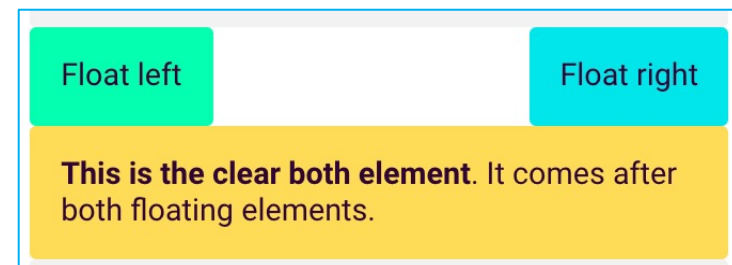 Float left
Float right
This is the clear both element. It comes after
both floating elements.